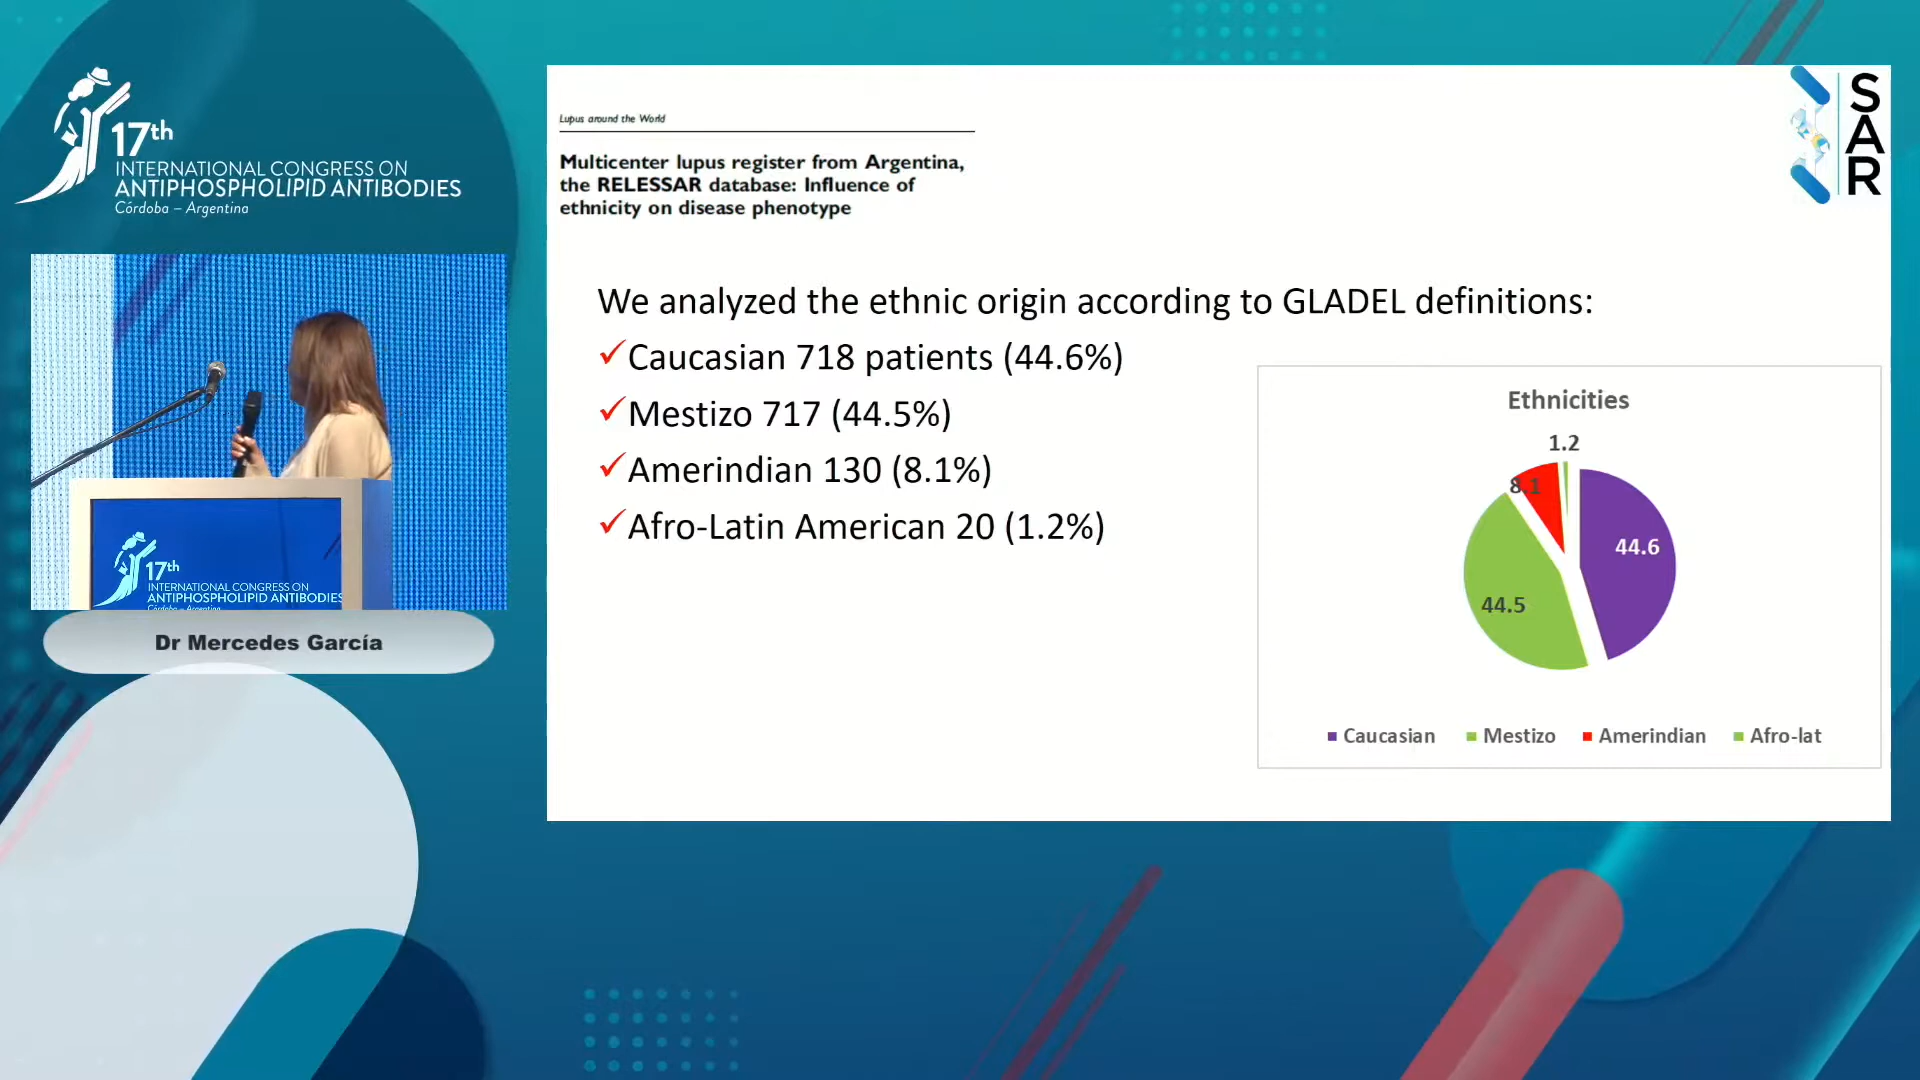 17th
INTERNATIONAL CONGRESS ON
ANTIPHOSPHOLIPID ANTIBODIES
Córdoba – Argentina
17th
INTERNATIONAL CONGRESS ON
ANTIPHOSPHOLIPID ANTIBODIES
Córdoba – Argentina
Dr Mercedes García
Lupus around the World
Multicenter lupus register from Argentina,
the RELESSAR database: Influence of
ethnicity on disease phenotype
SAR
We analyzed the ethnic origin according to GLADEL definitions:
✓Caucasian 718 patients (44.6%)
✓Mestizo 717 (44.5%)
✓Amerindian 130 (8.1%)
✓Afro-Latin American 20 (1.2%)
Ethnicities
1.2
8.1
44.6
44.5
Caucasian Mestizo Amerindian Afro-lat